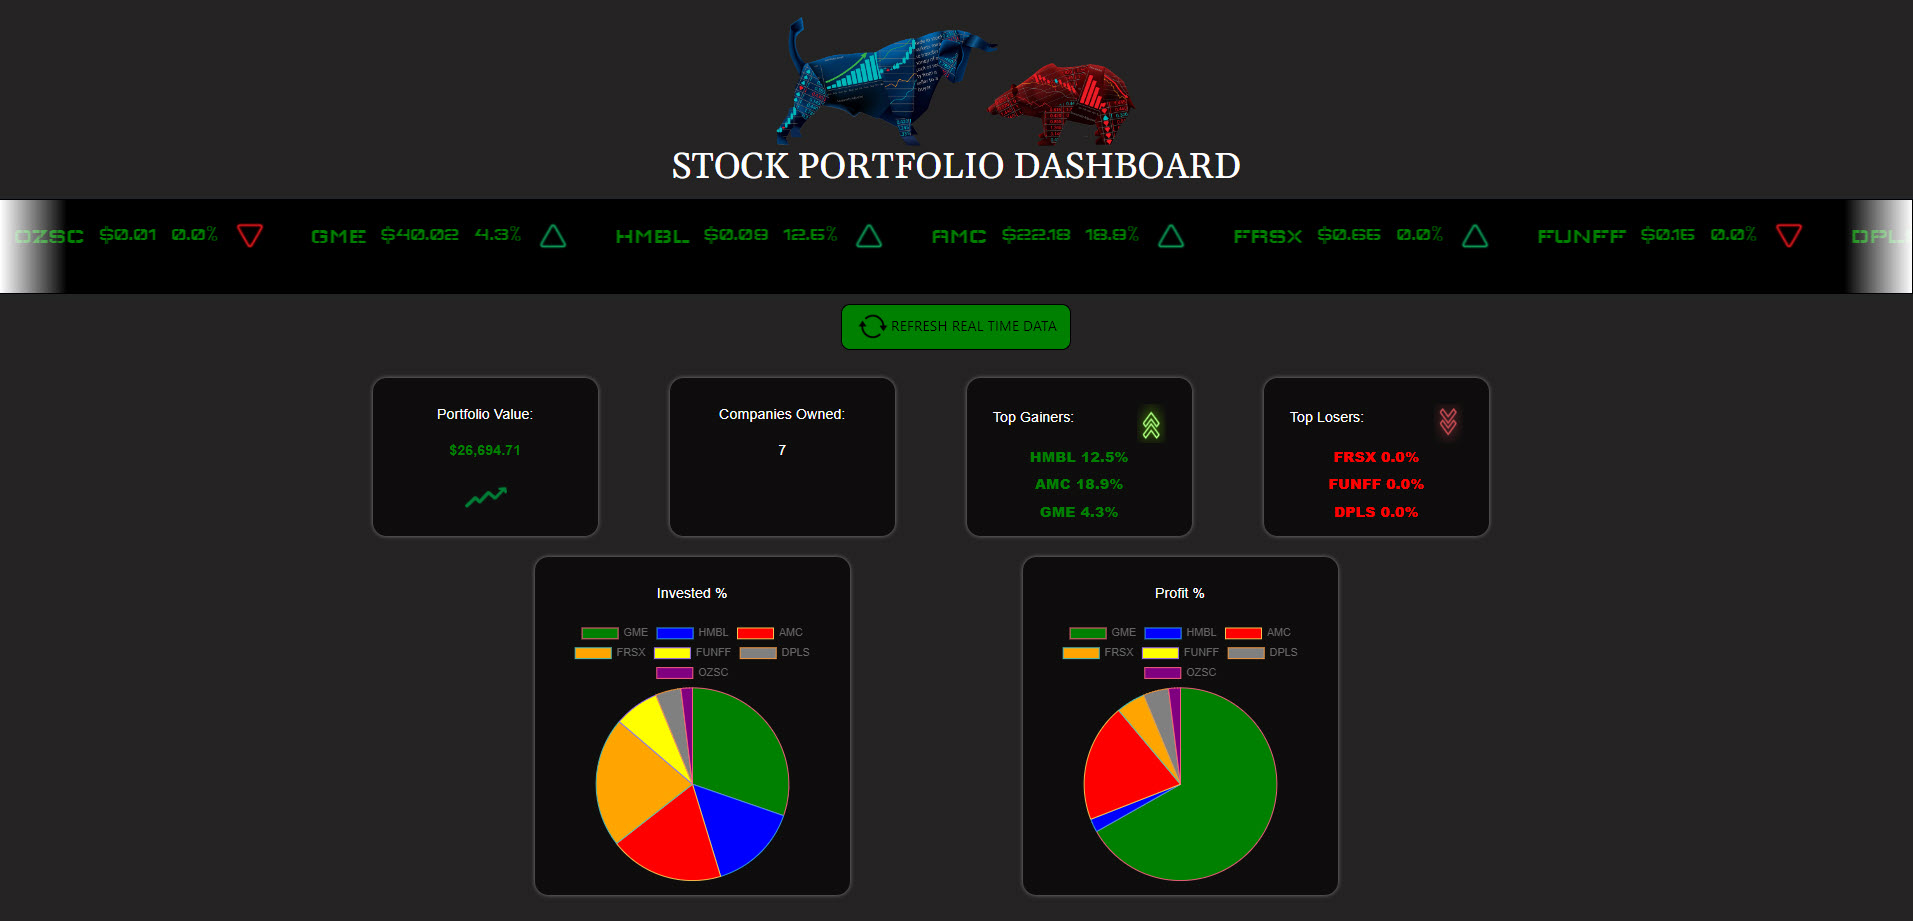 STOCK PORTFOLIO DASHBOARD
OZSC $0.01 0.0% GME $40.02 4.3% HMBL $0.09 12.5% AMC $22.18 18.9% FRSX $0.65 0.0% FUNFF $0.15 0.0% DPL
REFRESH REAL TIME DATA
Portfolio Value:
$26,694.71
Companies Owned:
7
Top Gainers:
HMBL 12.5%
AMC 18.9%
GME 4.3%
Top Losers:
FRSX 0.0%
FUNFF 0.0%
DPLS 0.0%
Invested %
GME HMBL AMC
FRSX FUNFF DPLS
OZSC
Profit %
GME HMBL AMC
FRSX FUNFF DPLS
OZSC